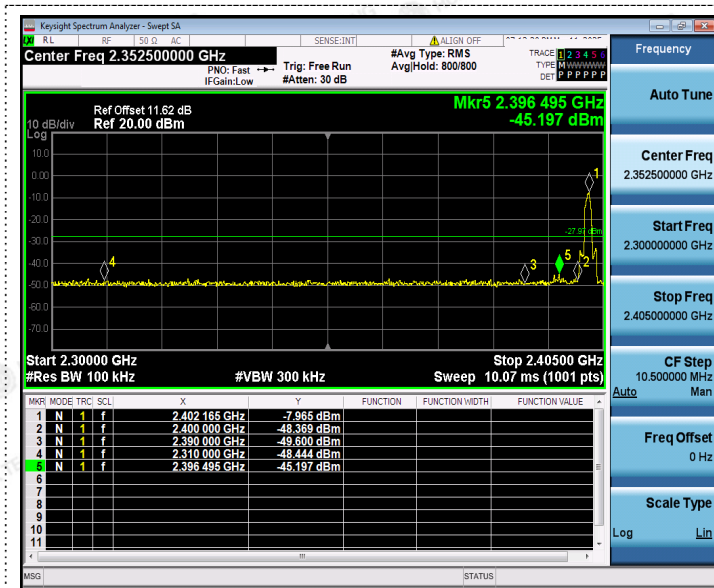 Keysight Spectrum Analyzer - Swept SA
RL RF 50 Ω AC SENSE:INT ALIGN OFF
Center Freq 2.352500000 GHz
PNO: Fast
IFGain:Low
Trig: Free Run
#Atten: 30 dB
#Avg Type: RMS
Avg|Hold: 800/800
TRACE 1 2 3 4 5 6
TYPE M W W W W W
DET P P P P P P
Mkr5 2.396 495 GHz
-45.197 dBm
Ref Offset 11.62 dB
10 dB/div Ref 20.00 dBm
Log
10.0
0.00
-10.0
-20.0
-30.0
-40.0
-50.0
-60.0
-70.0
-27.97 dBm
1
4
3
5
2
Start 2.30000 GHz Stop 2.40500 GHz
#Res BW 100 kHz #VBW 300 kHz Sweep 10.07 ms (1001 pts)
MKR MODE TRC SCL X Y FUNCTION FUNCTION WIDTH FUNCTION VALUE
1 N 1 f 2.402 165 GHz -7.965 dBm
2 N 1 f 2.400 000 GHz -48.369 dBm
3 N 1 f 2.390 000 GHz -49.600 dBm
4 N 1 f 2.310 000 GHz -48.444 dBm
5 N 1 f 2.396 495 GHz -45.197 dBm
6
7
8
9
10
11
MSG STATUS
Frequency
Auto Tune
Center Freq
2.352500000 GHz
Start Freq
2.300000000 GHz
Stop Freq
2.405000000 GHz
CF Step
10.500000 MHz
Auto Man
Freq Offset
0 Hz
Scale Type
Log Lin